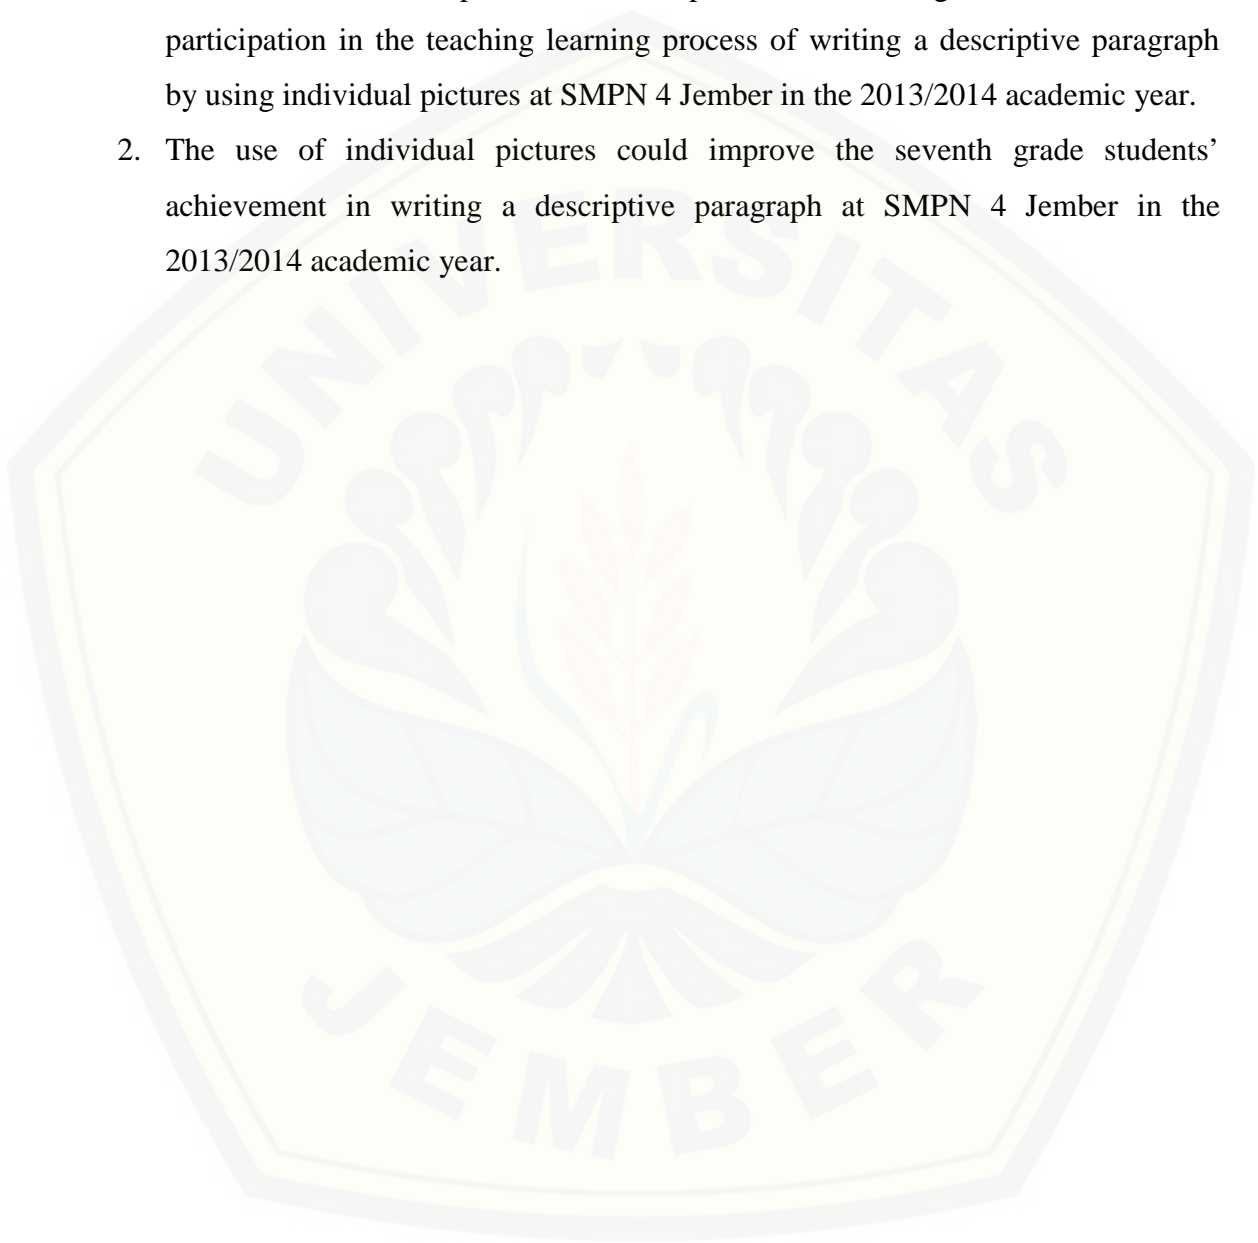 participation in the teaching learning process of writing a descriptive paragraph
by using individual pictures at SMPN 4 Jember in the 2013/2014 academic year.
2. The use of individual pictures could improve the seventh grade students’
achievement in writing a descriptive paragraph at SMPN 4 Jember in the
2013/2014 academic year.
UNIVERSITAS
JEMBER